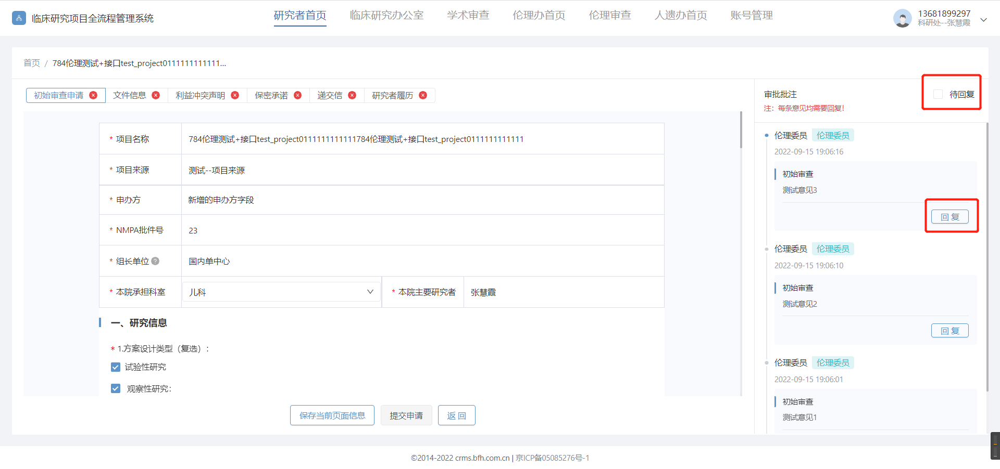 临床研究项目全流程管理系统
研究者首页 临床研究办公室 学术审查 伦理办首页 伦理审查 人遗办首页 账号管理
13681899297
科研处--张慧霞
首页 / 784伦理测试+接口test_project0111111111111...
初始审查申请 文件信息 利益冲突声明 保密承诺 递交信 研究者履历
* 项目名称 784伦理测试+接口test_project0111111111111784伦理测试+接口test_project0111111111111
* 项目来源 测试--项目来源
* 申办方 新增的申办方字段
* NMPA批件号 23
* 组长单位 ? 国内单中心
* 本院承担科室 儿科 * 本院主要研究者 张慧霞
一、研究信息
* 1.方案设计类型（复选）：
试验性研究
观察性研究:
保存当前页面信息 提交申请 返 回
审批批注 待回复
注：每条意见均需要回复!
伦理委员 伦理委员
2022-09-15 19:06:16
初始审查
测试意见3
回 复
伦理委员 伦理委员
2022-09-15 19:06:10
初始审查
测试意见2
回 复
伦理委员 伦理委员
2022-09-15 19:06:01
初始审查
测试意见1
©2014-2022 crms.bfh.com.cn | 京ICP备05085276号-1